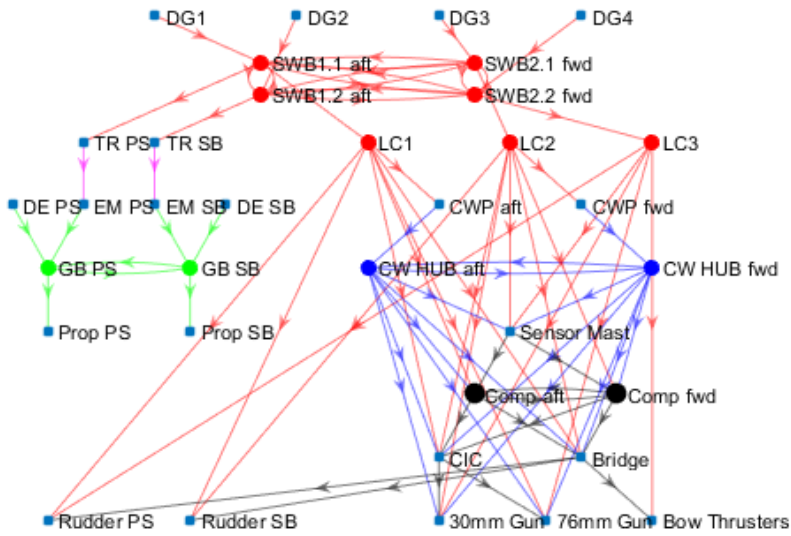 DG1 DG2 DG3 DG4
SWB1.1 aft SWB2.1 fwd
SWB1.2 aft SWB2.2 fwd
TR PS TR SB LC1 LC2 LC3
DE PS EM PS EM SB DE SB CWP aft CWP fwd
GB PS GB SB CW HUB aft CW HUB fwd
Prop PS Prop SB Sensor Mast
Comp aft Comp fwd
CIC Bridge
Rudder PS Rudder SB 30mm Gun 76mm Gun Bow Thrusters